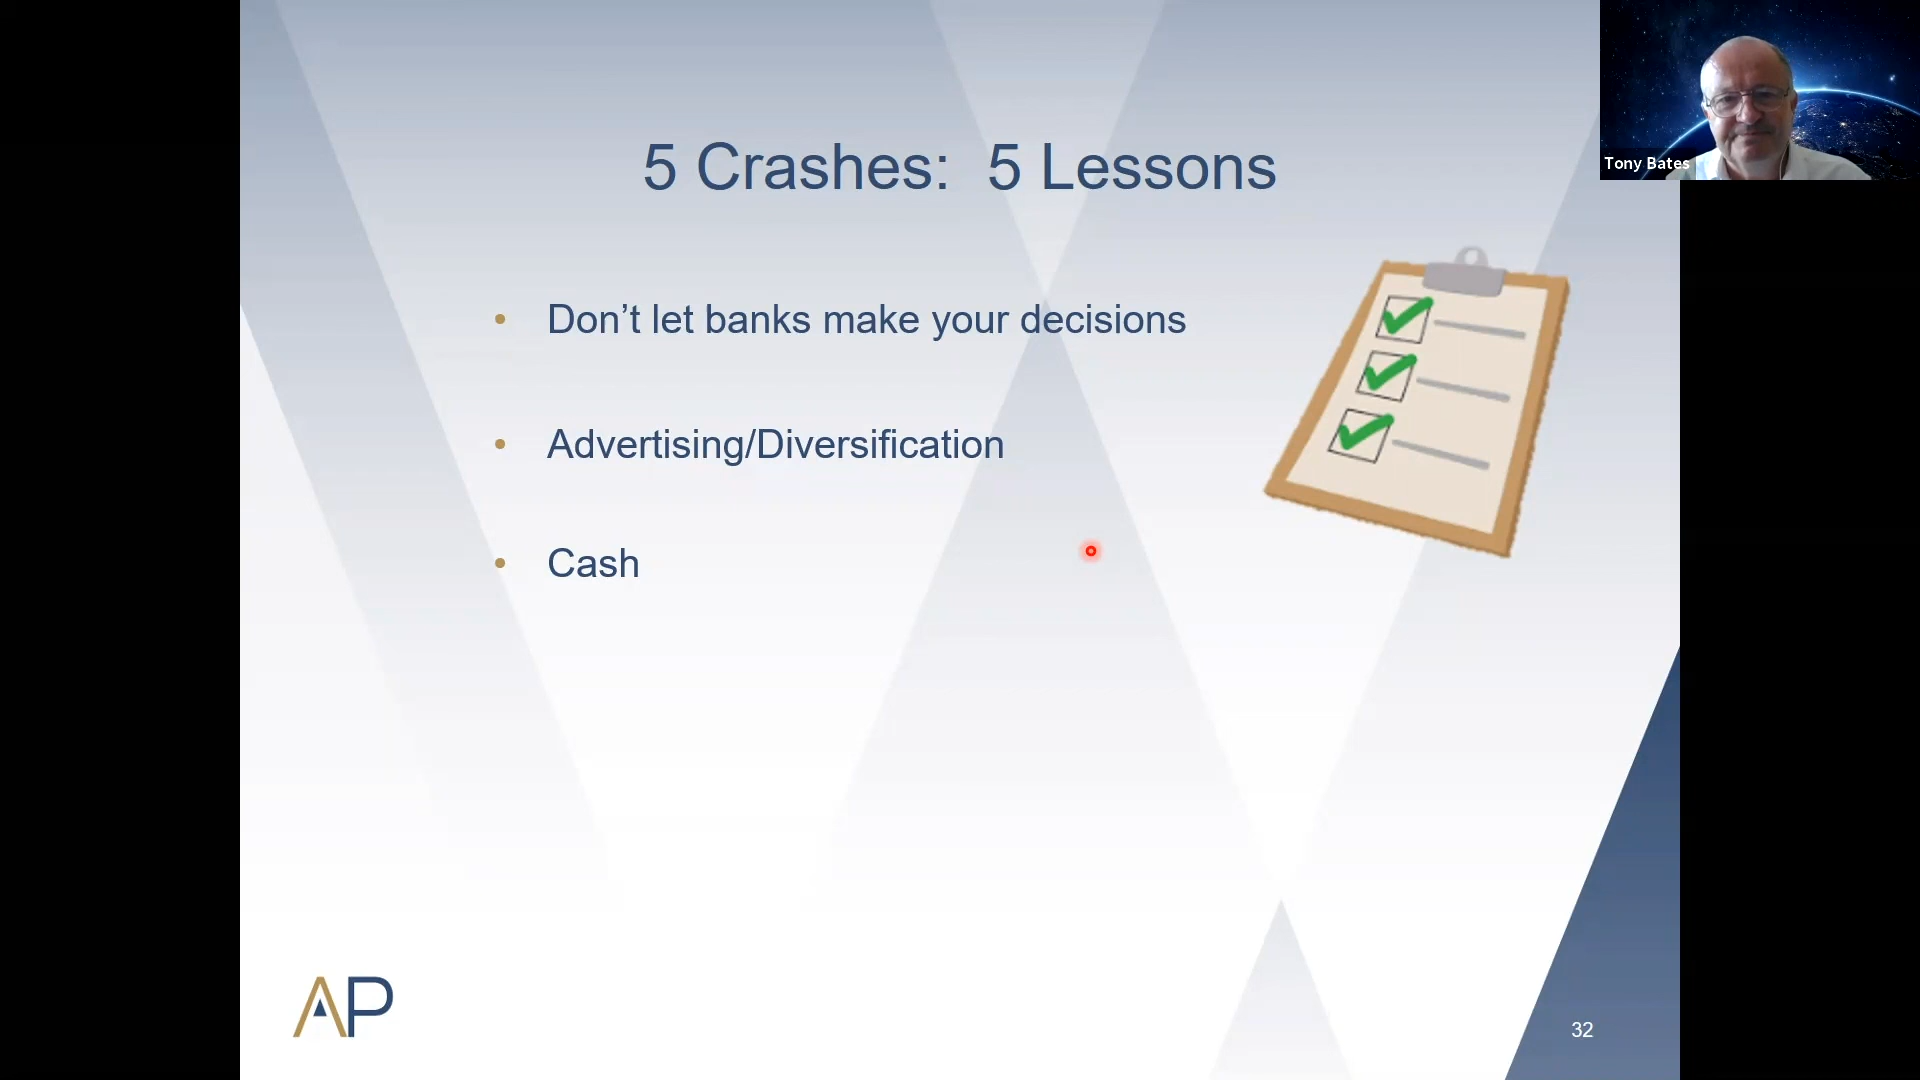 5 Crashes:  5 Lessons
Tony Bates
• Don’t let banks make your decisions
• Advertising/Diversification
• Cash
AP
32